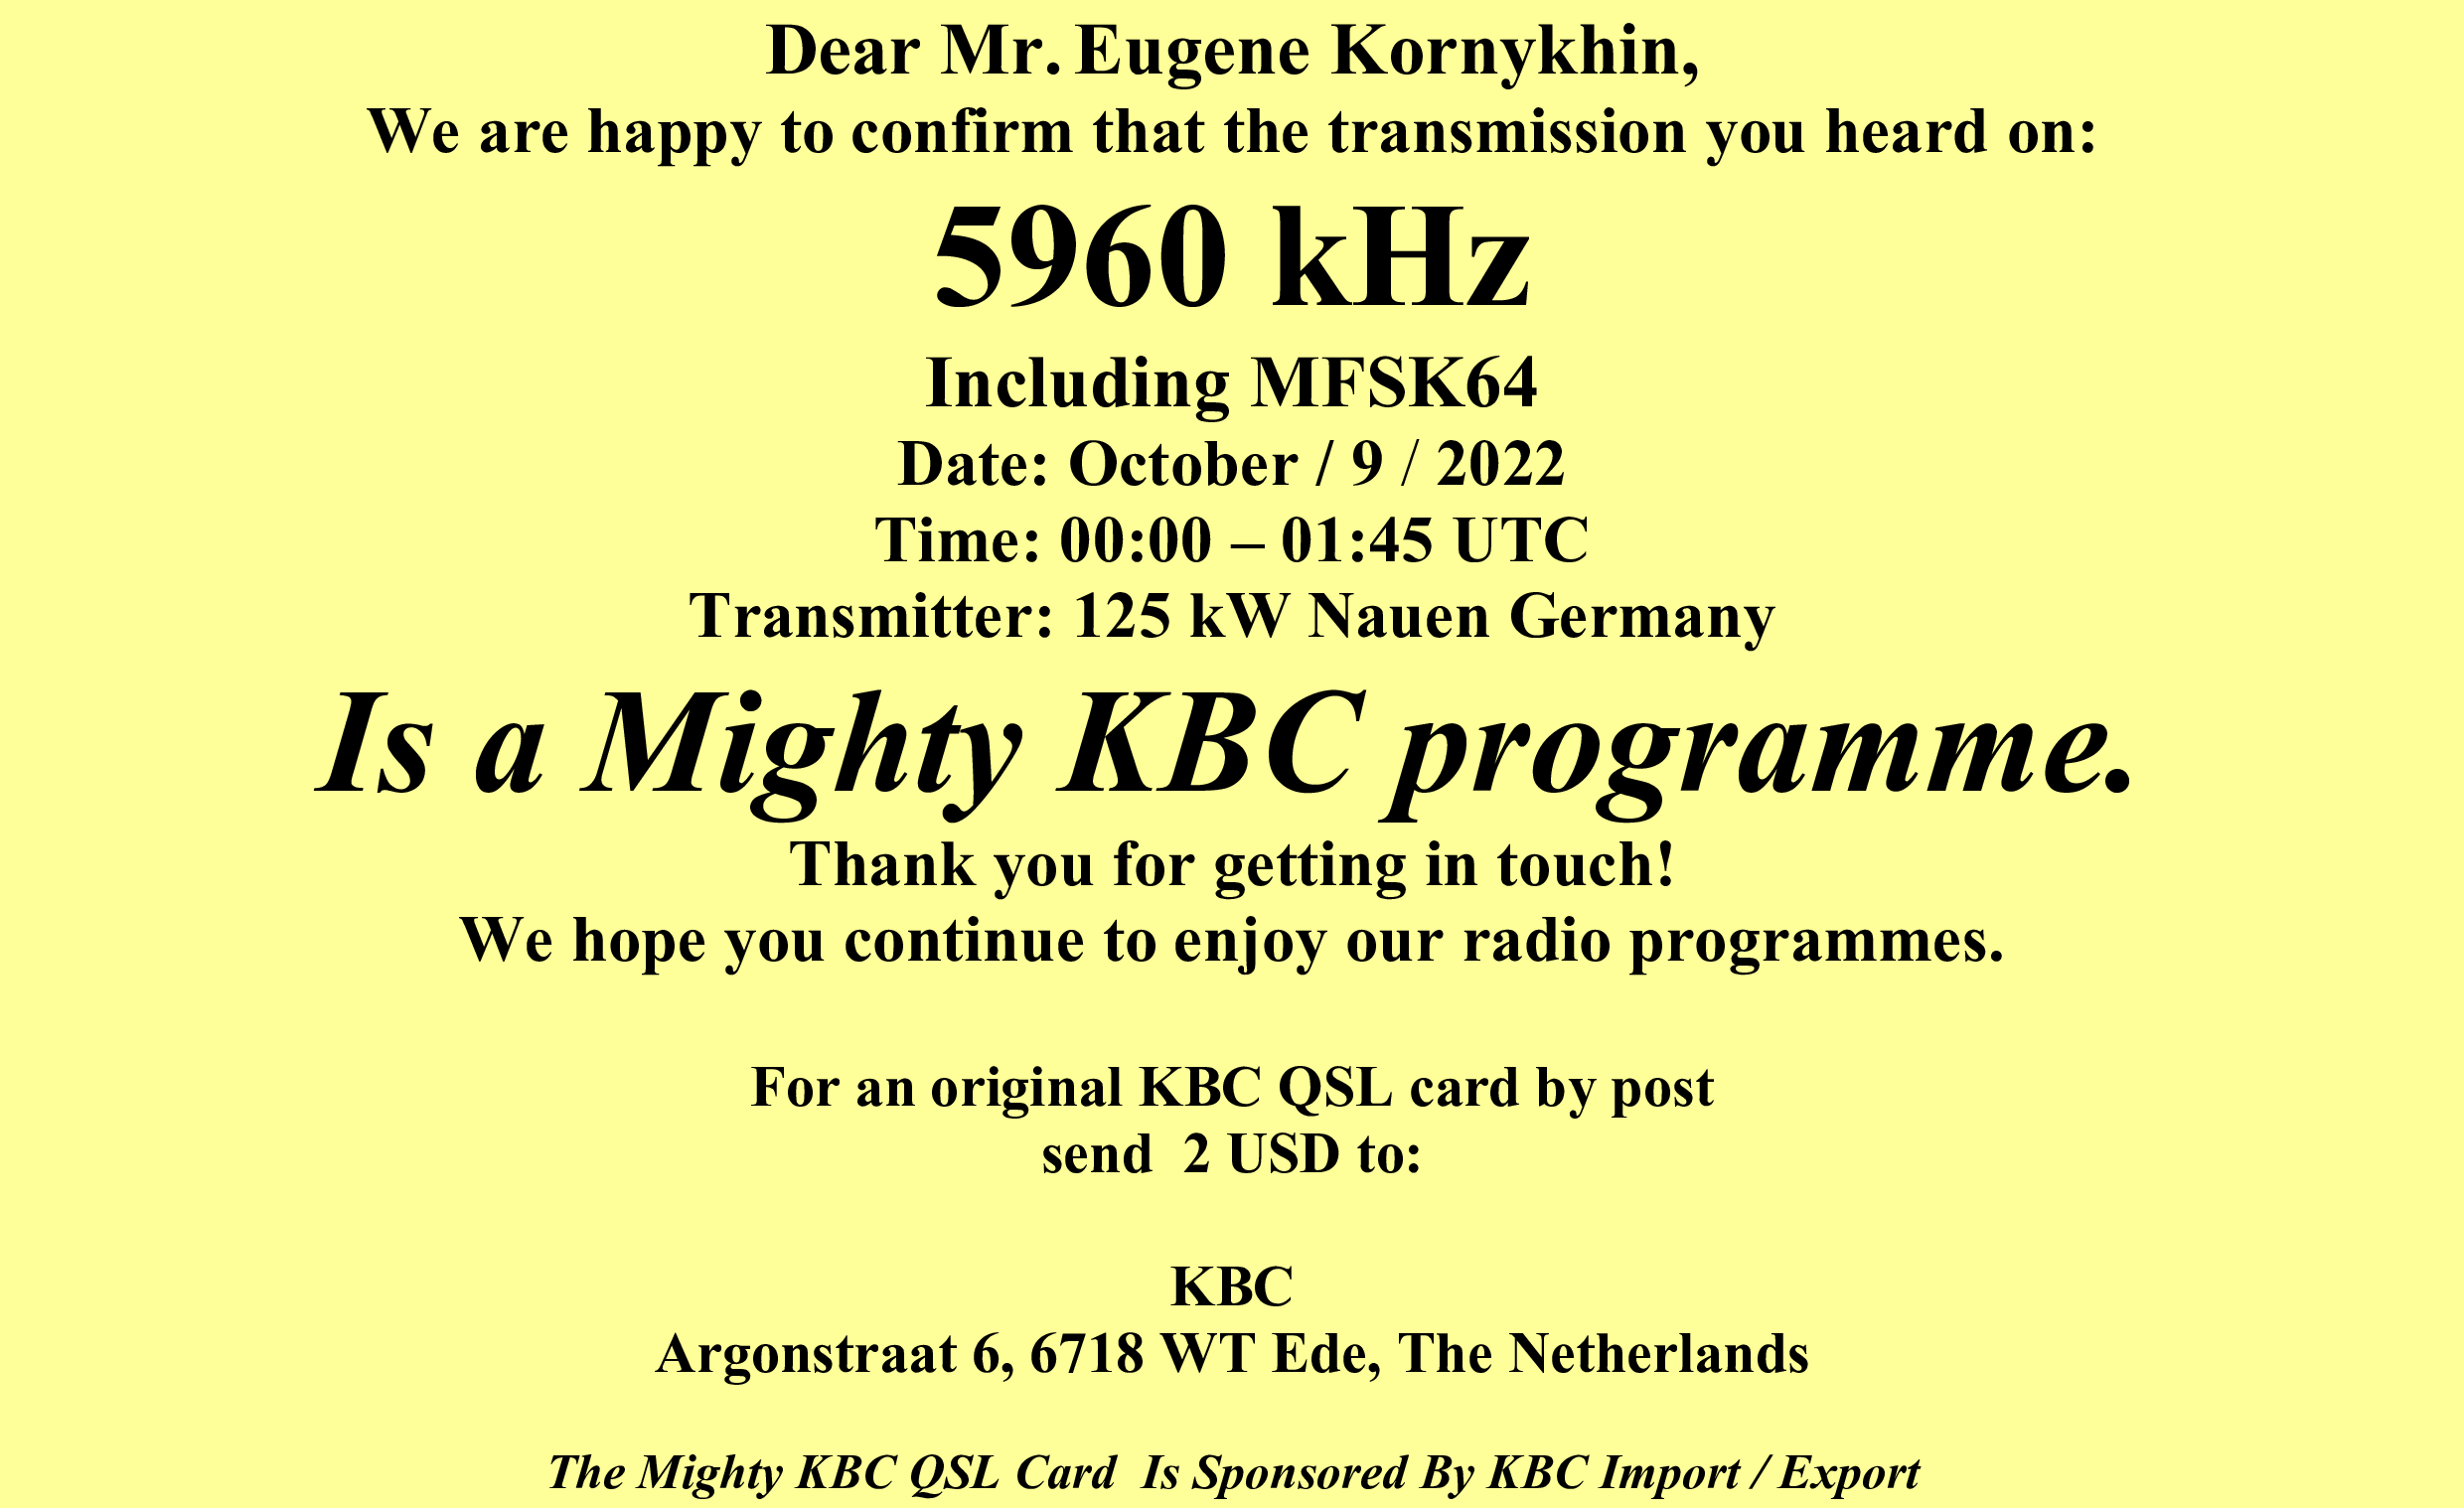 Dear Mr. Eugene Kornykhin,
We are happy to confirm that the transmission you heard on:
5960 kHz
Including MFSK64
Date: October / 9 / 2022
Time: 00:00 – 01:45 UTC
Transmitter: 125 kW Nauen Germany
Is a Mighty KBC programme.
Thank you for getting in touch!
We hope you continue to enjoy our radio programmes.
For an original KBC QSL card by post
send  2 USD to:
KBC
Argonstraat 6, 6718 WT Ede, The Netherlands
The Mighty KBC QSL Card  Is Sponsored By KBC Import / Export